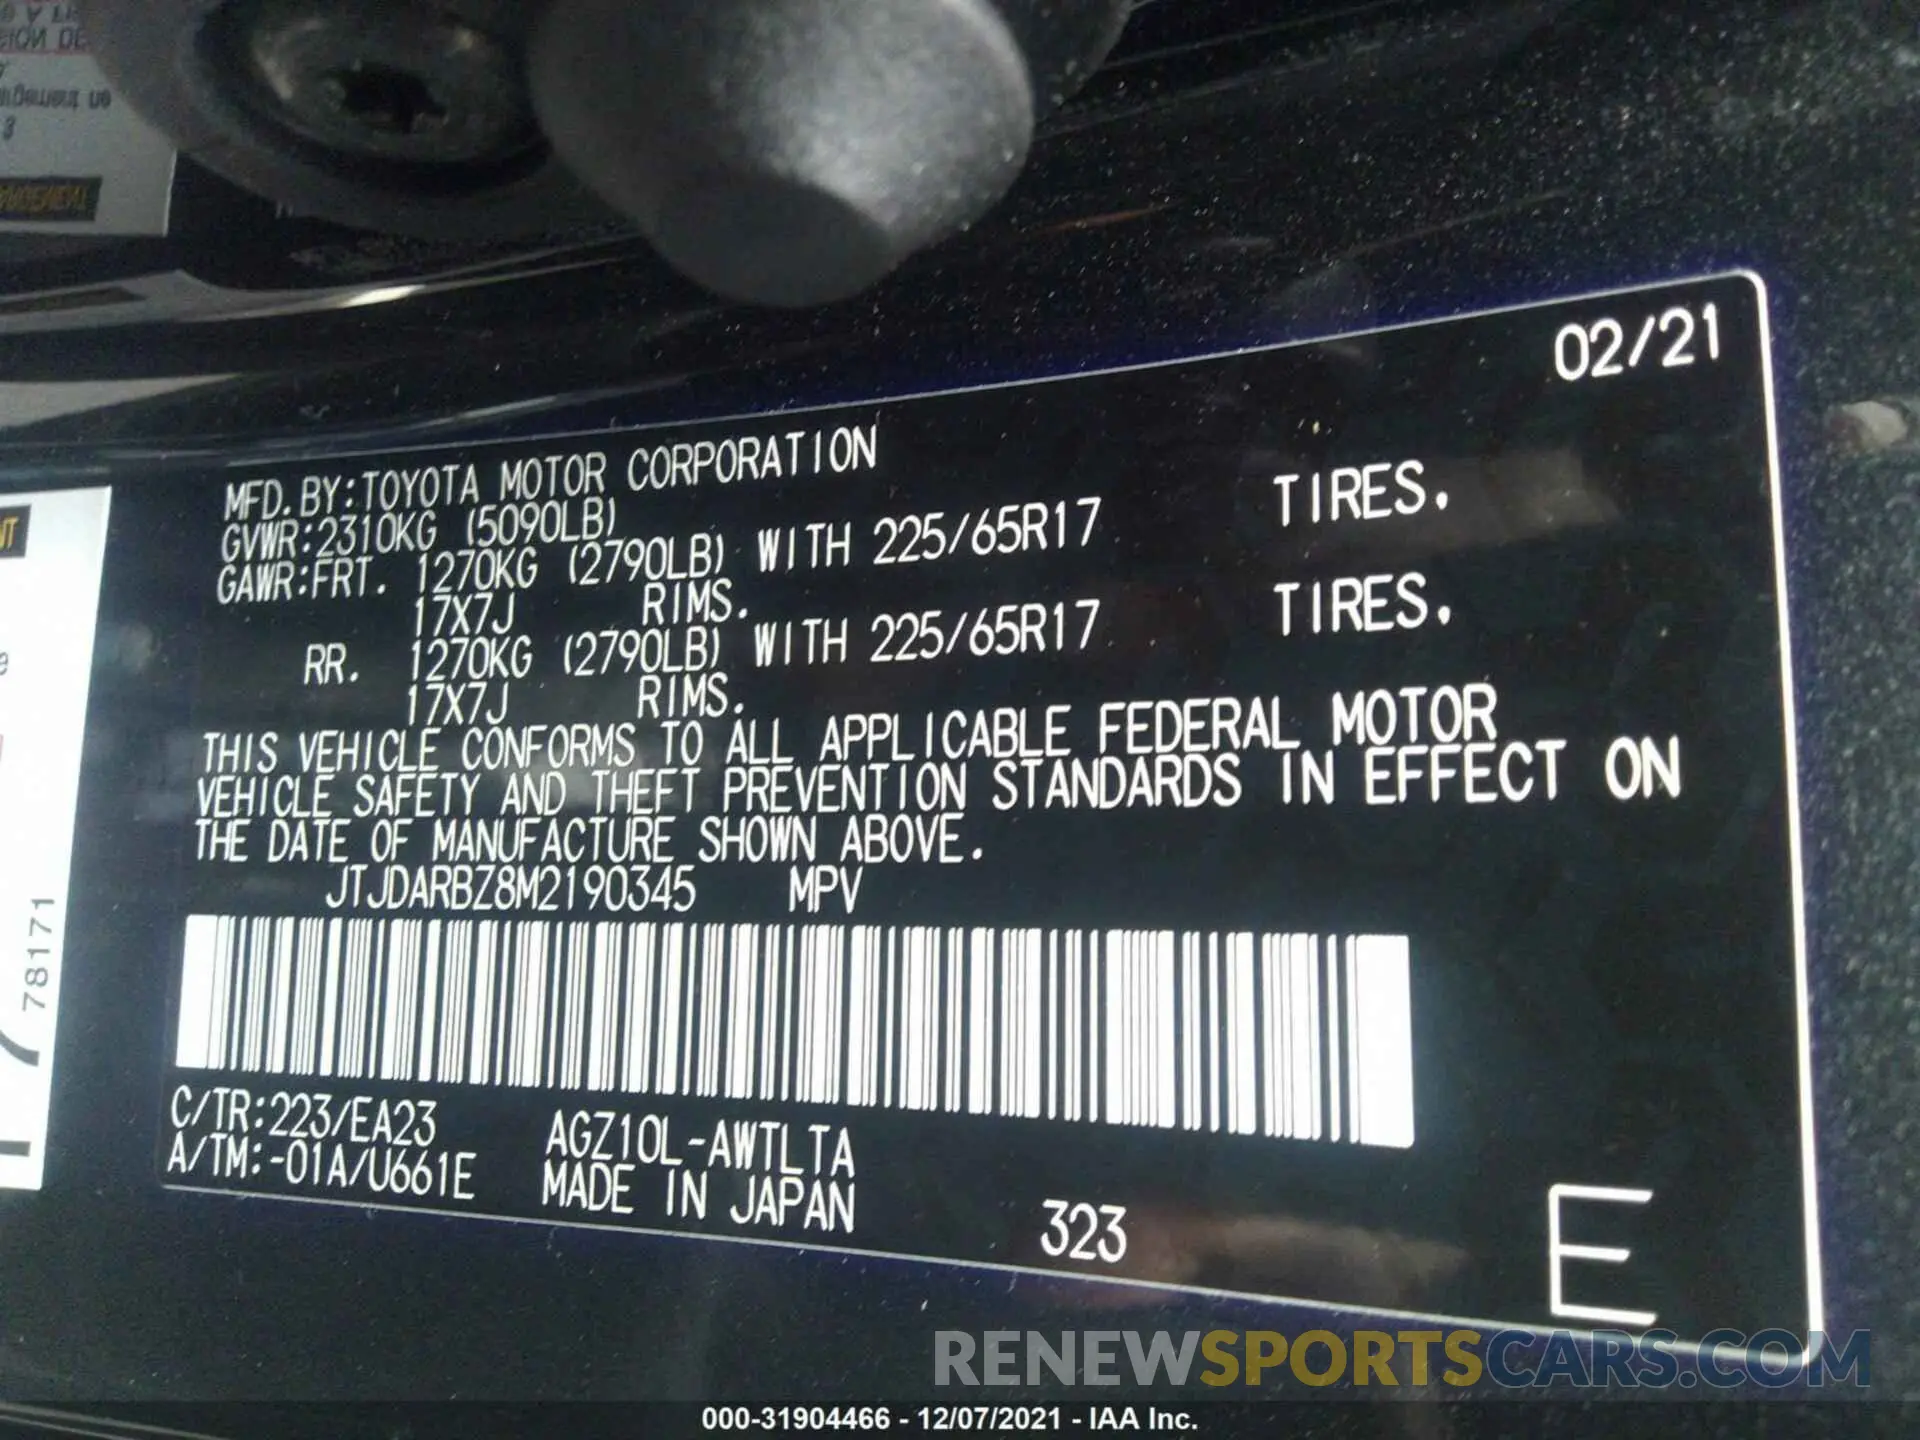 02/21
MFD.BY:TOYOTA MOTOR CORPORATION
GVWR:2310KG (5090LB)
GAWR:FRT. 1270KG (2790LB) WITH 225/65R17 TIRES.
17X7J RIMS.
RR. 1270KG (2790LB) WITH 225/65R17 TIRES.
17X7J RIMS.
THIS VEHICLE CONFORMS TO ALL APPLICABLE FEDERAL MOTOR
VEHICLE SAFETY AND THEFT PREVENTION STANDARDS IN EFFECT ON
THE DATE OF MANUFACTURE SHOWN ABOVE.
JTJDARBZ8M2190345 MPV
C/TR:223/EA23 AGZ10L-AWTLTA
A/TM:-01A/U661E MADE IN JAPAN
323
E
78171
RENEWSPORTSCARS.COM
000-31904466 - 12/07/2021 - IAA Inc.